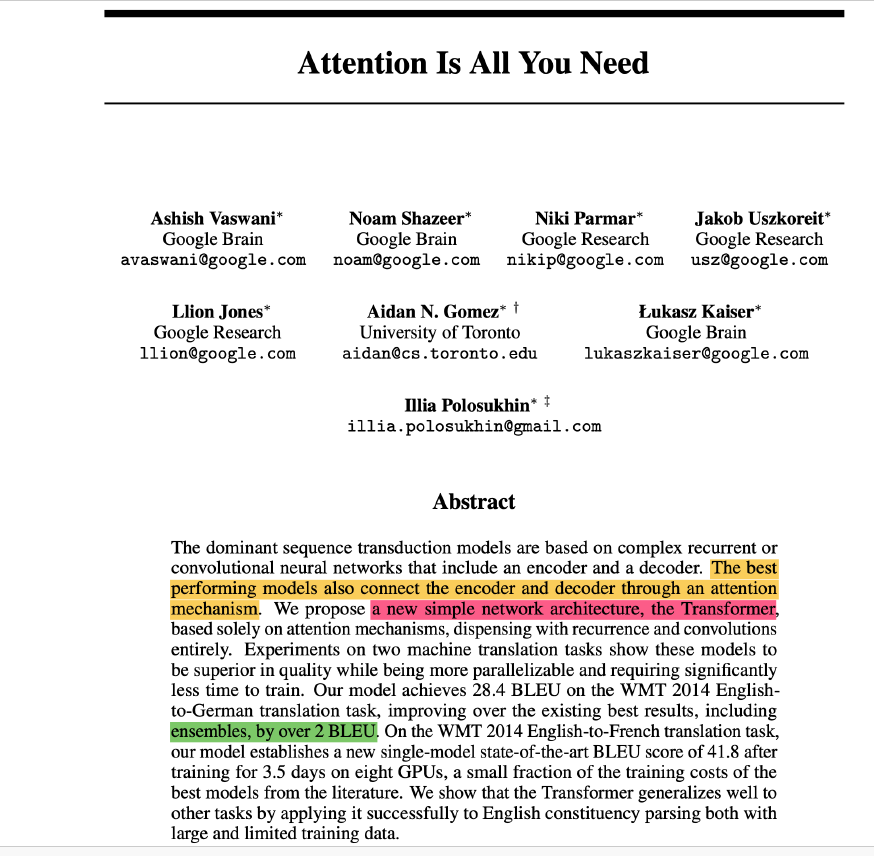 Attention Is All You Need
Ashish Vaswani* Noam Shazeer* Niki Parmar* Jakob Uszkoreit*
Google Brain Google Brain Google Research Google Research
avaswani@google.com noam@google.com nikip@google.com usz@google.com
Llion Jones* Aidan N. Gomez* † Łukasz Kaiser*
Google Research University of Toronto Google Brain
llion@google.com aidan@cs.toronto.edu lukaszkaiser@google.com
Illia Polosukhin* ‡
illia.polosukhin@gmail.com
Abstract
The dominant sequence transduction models are based on complex recurrent or
convolutional neural networks that include an encoder and a decoder. The best
performing models also connect the encoder and decoder through an attention
mechanism. We propose a new simple network architecture, the Transformer,
based solely on attention mechanisms, dispensing with recurrence and convolutions
entirely. Experiments on two machine translation tasks show these models to
be superior in quality while being more parallelizable and requiring significantly
less time to train. Our model achieves 28.4 BLEU on the WMT 2014 English-
to-German translation task, improving over the existing best results, including
ensembles, by over 2 BLEU. On the WMT 2014 English-to-French translation task,
our model establishes a new single-model state-of-the-art BLEU score of 41.8 after
training for 3.5 days on eight GPUs, a small fraction of the training costs of the
best models from the literature. We show that the Transformer generalizes well to
other tasks by applying it successfully to English constituency parsing both with
large and limited training data.